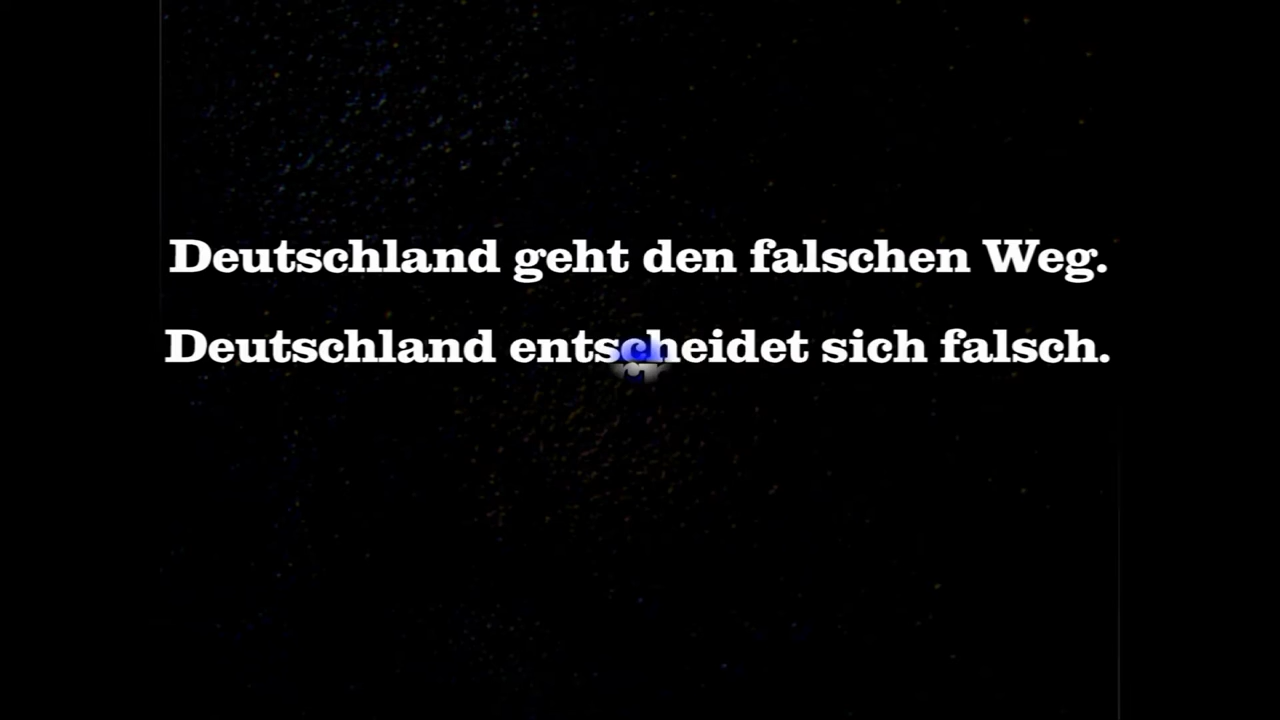 Deutschland geht den falschen Weg.
Deutschland entscheidet sich falsch.